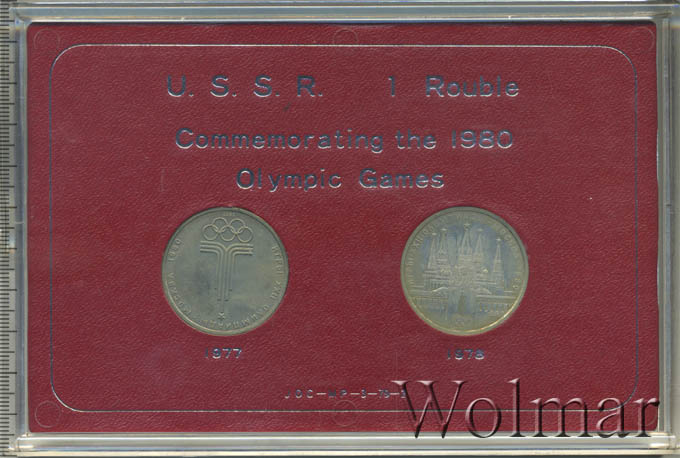 U. S. S. R. 1 Rouble
Commemorating the 1980
Olympic Games
1977
1978
Wolmar